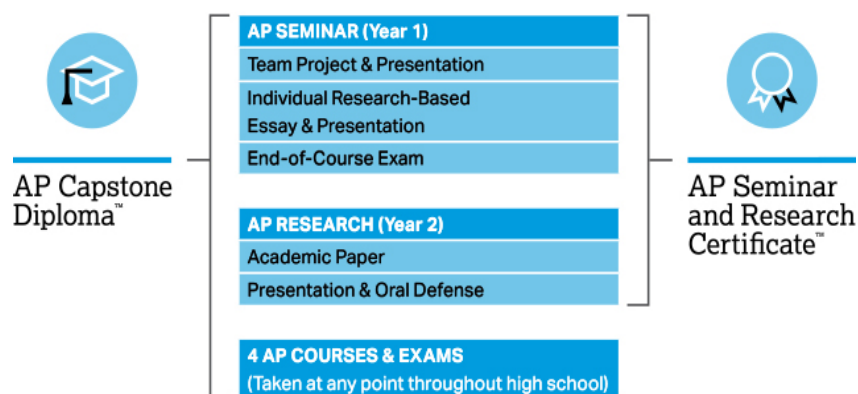 AP Capstone
Diploma™
AP SEMINAR (Year 1)
Team Project & Presentation
Individual Research-Based
Essay & Presentation
End-of-Course Exam
AP RESEARCH (Year 2)
Academic Paper
Presentation & Oral Defense
4 AP COURSES & EXAMS
(Taken at any point throughout high school)
AP Seminar
and Research
Certificate™